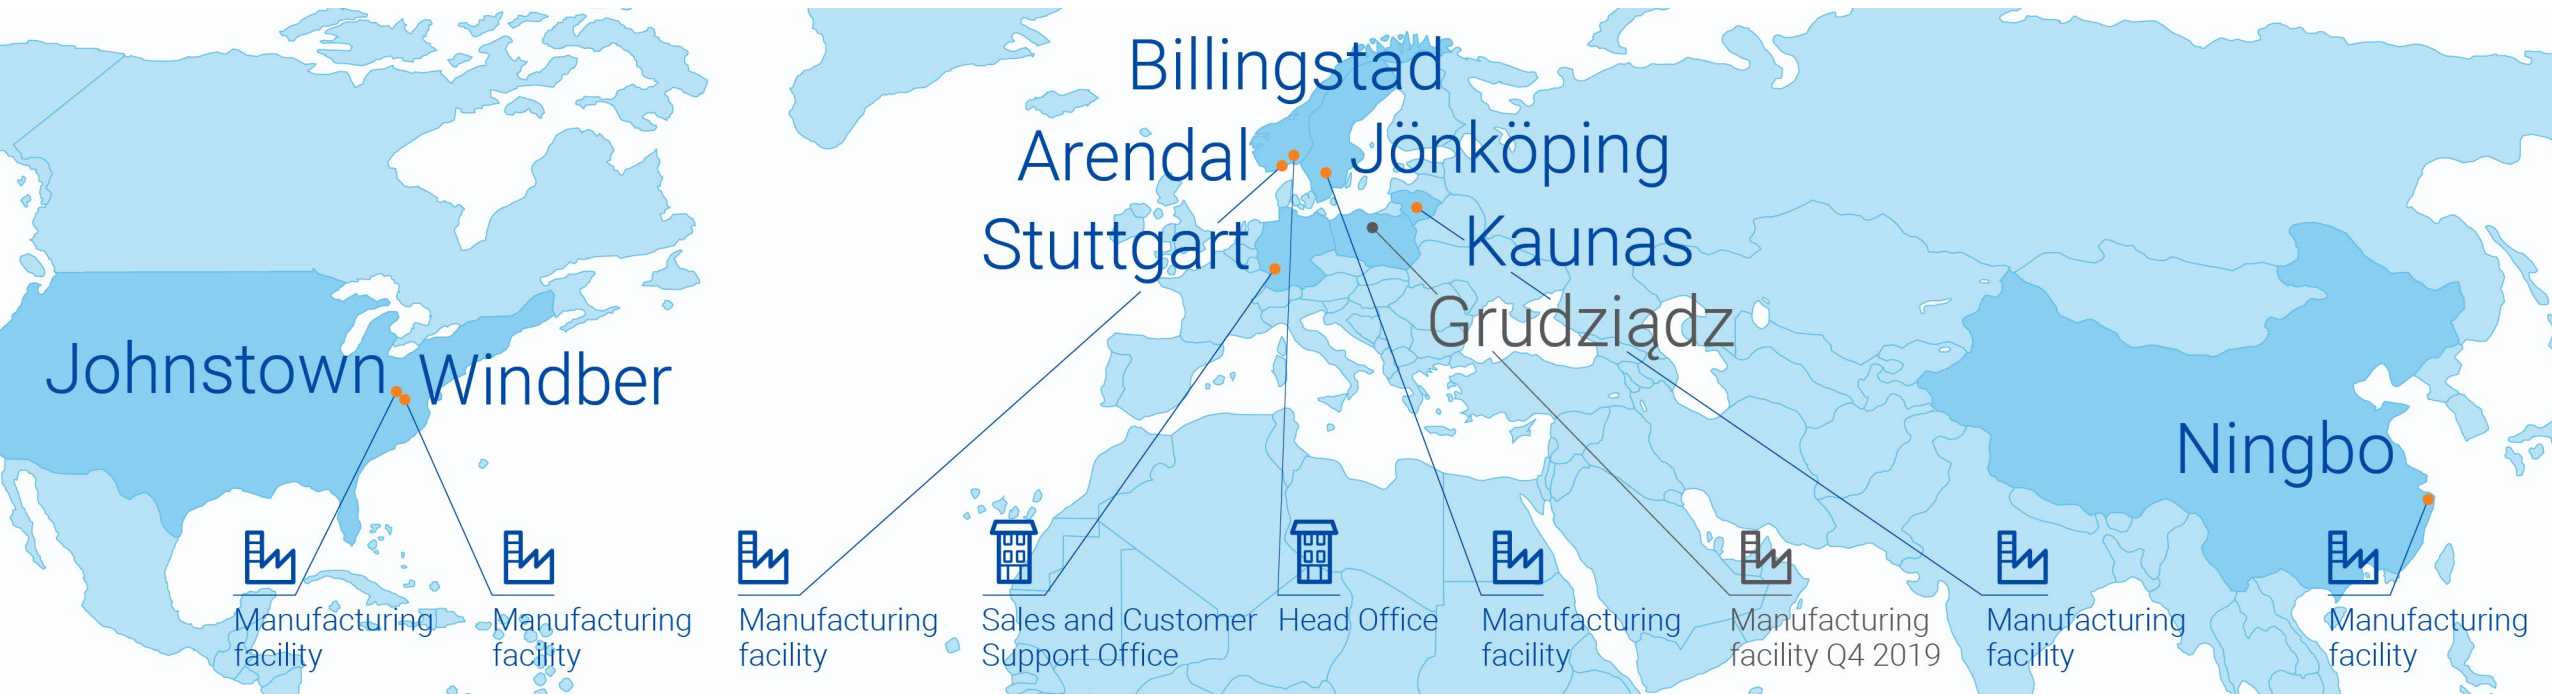 Billingstad
Arendal
Jönköping
Stuttgart
Kaunas
Grudziądz
Johnstown
Windber
Ningbo
Manufacturing
facility
Manufacturing
facility
Manufacturing
facility
Sales and Customer
Support Office
Head Office
Manufacturing
facility
Manufacturing
facility Q4 2019
Manufacturing
facility
Manufacturing
facility